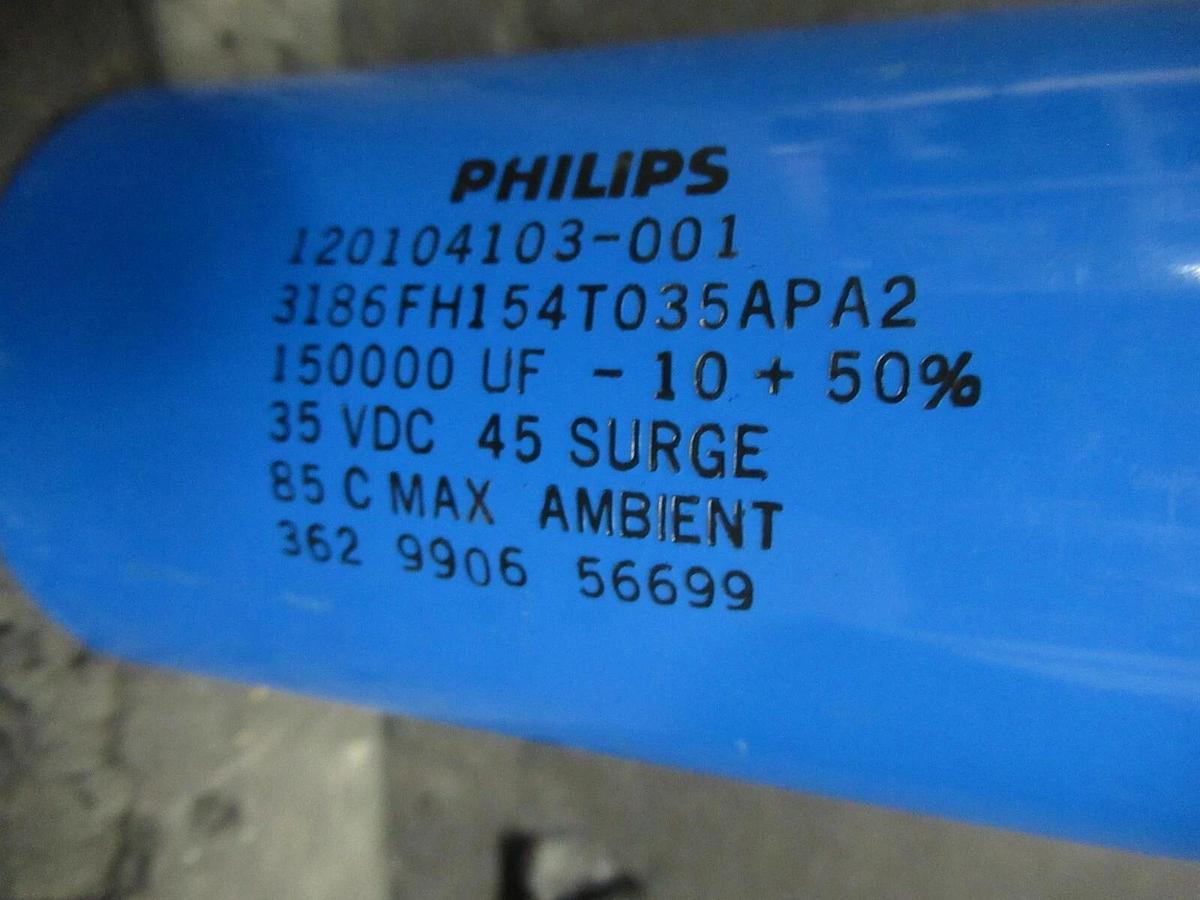 PHILIPS
120104103-001
3186FH154T035APA2
150000 UF -10 + 50%
35 VDC 45 SURGE
85 C MAX AMBIENT
362 9906 56699